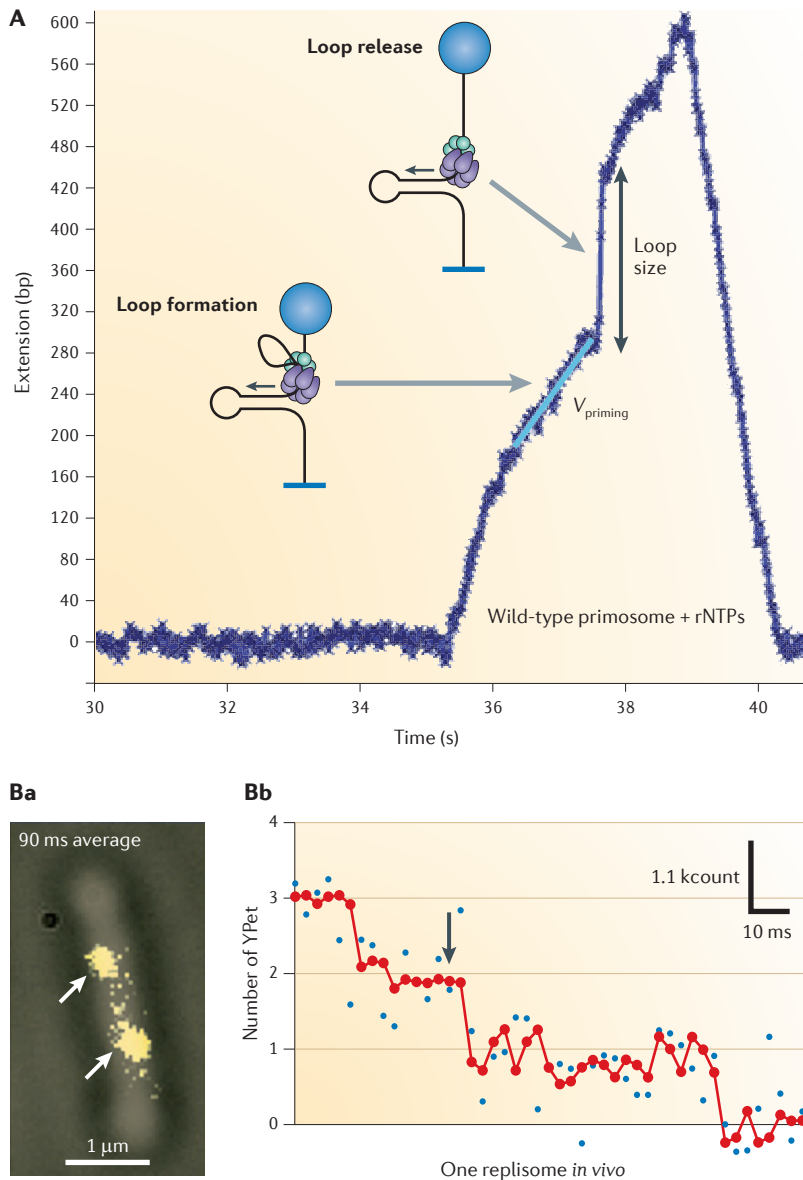 A
Extension (bp)
600
560
520
480
420
400
360
320
280
240
200
160
120
80
40
0
Loop release
Loop formation
Loop
size
Vpriming
Wild-type primosome + rNTPs
30
32
34
36
38
40
Time (s)
Ba
90 ms average
1 µm
Bb
Number of YPet
4
3
2
1
0
1.1 kcount
10 ms
One replisome in vivo